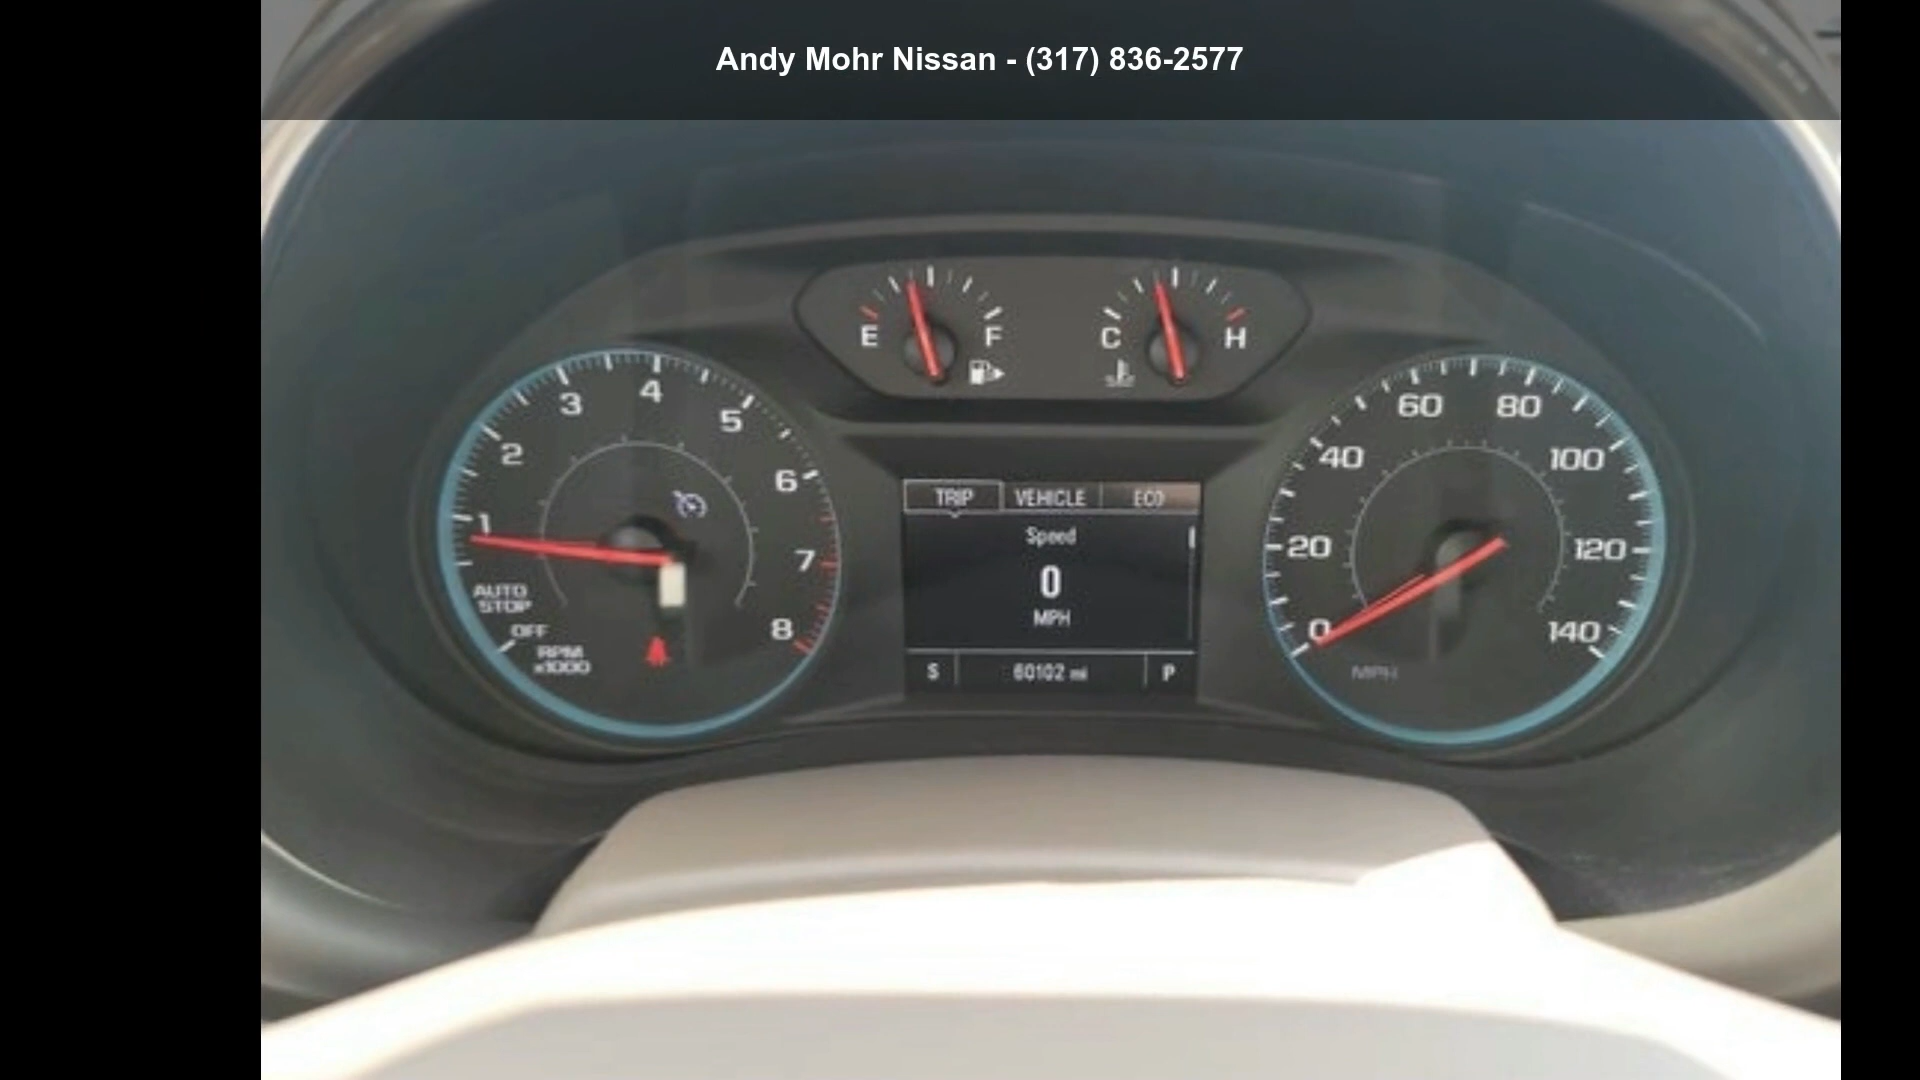 Andy Mohr Nissan - (317) 836-2577
E F C H
1 2 3 4 5 6 7 8
AUTO
STOP
OFF
RPM
x1000
TRIP VEHICLE ECO
Speed
0
MPH
S 60102 mi P
0 20 40 60 80 100 120 140
MPH